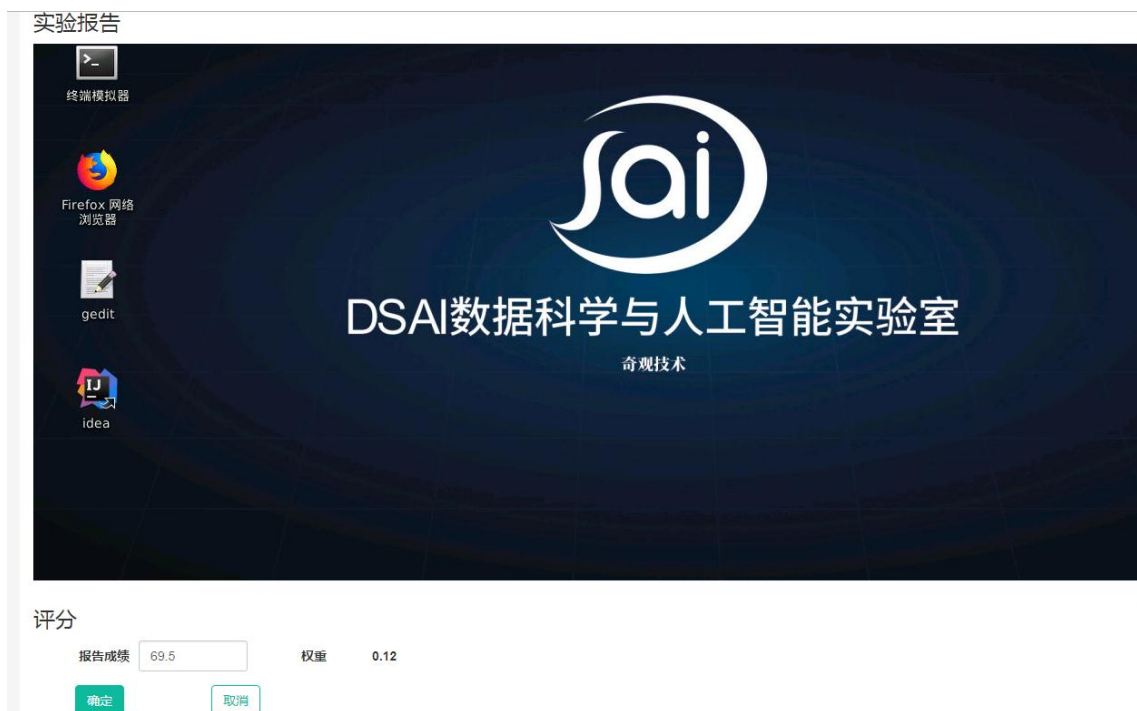 实验报告
>_
终端模拟器
Firefox 网络
浏览器
gedit
IJ
idea
sai
DSAI数据科学与人工智能实验室
奇观技术
评分
报告成绩 69.5 权重 0.12
确定 取消